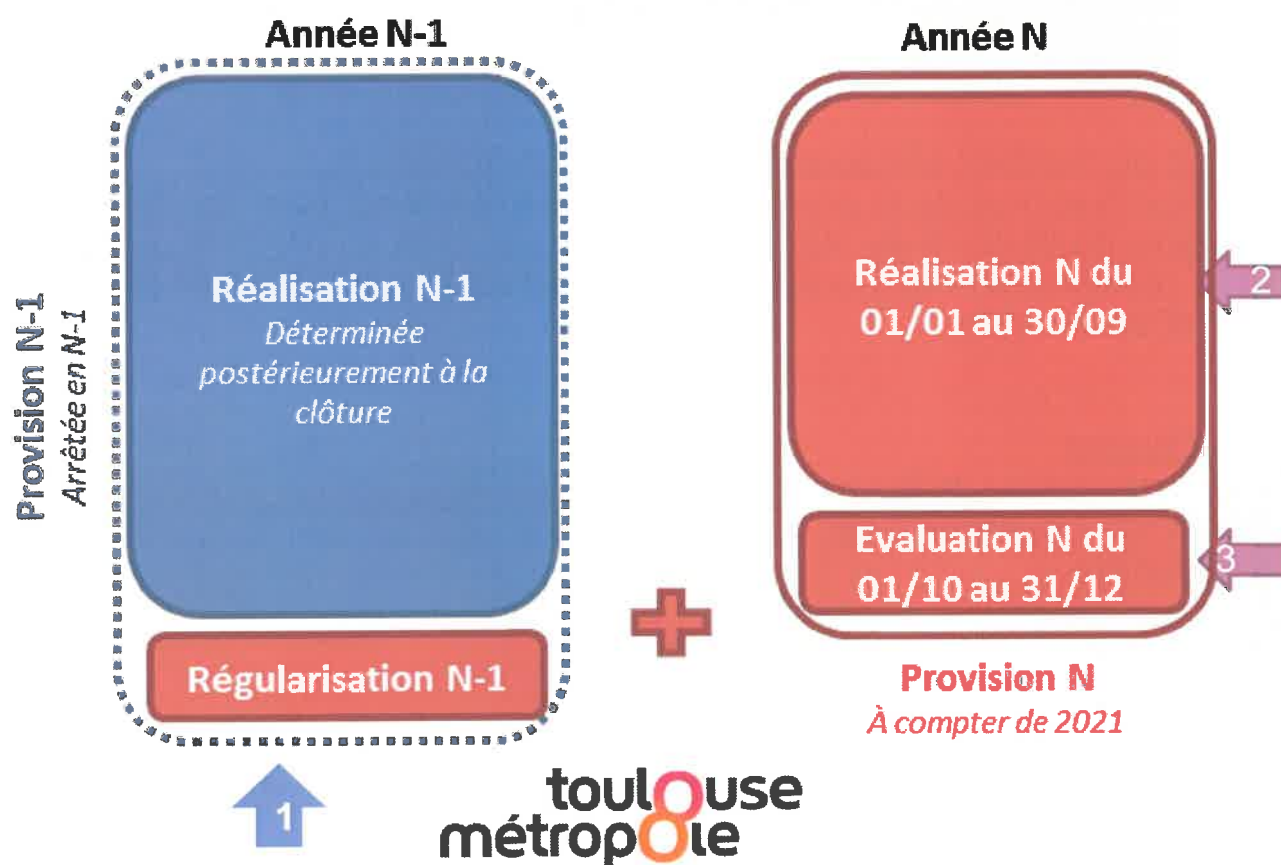 Année N-1
Année N
Provision N-1
Arrêtée en N-1
Réalisation N-1
Déterminée
postérieurement à la
clôture
Régularisation N-1
1
Réalisation N du
01/01 au 30/09
2
Evaluation N du
01/10 au 31/12
3
Provision N
À compter de 2021
toulouse
métropole